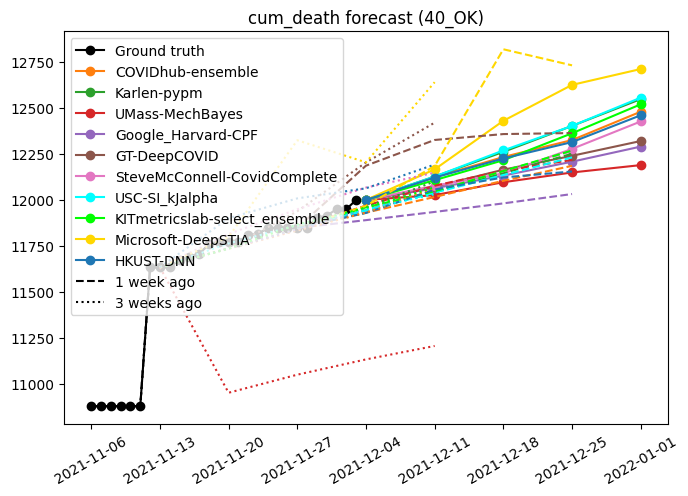 cum_death forecast (40_OK)
12750
12500
12250
12000
11750
11500
11250
11000
Ground truth
COVIDhub-ensemble
Karlen-pypm
UMass-MechBayes
Google_Harvard-CPF
GT-DeepCOVID
SteveMcConnell-CovidComplete
USC-SI_kJalpha
KITmetricslab-select_ensemble
Microsoft-DeepSTIA
HKUST-DNN
1 week ago
3 weeks ago
2021-11-06
2021-11-13
2021-11-20
2021-11-27
2021-12-04
2021-12-11
2021-12-18
2021-12-25
2022-01-01